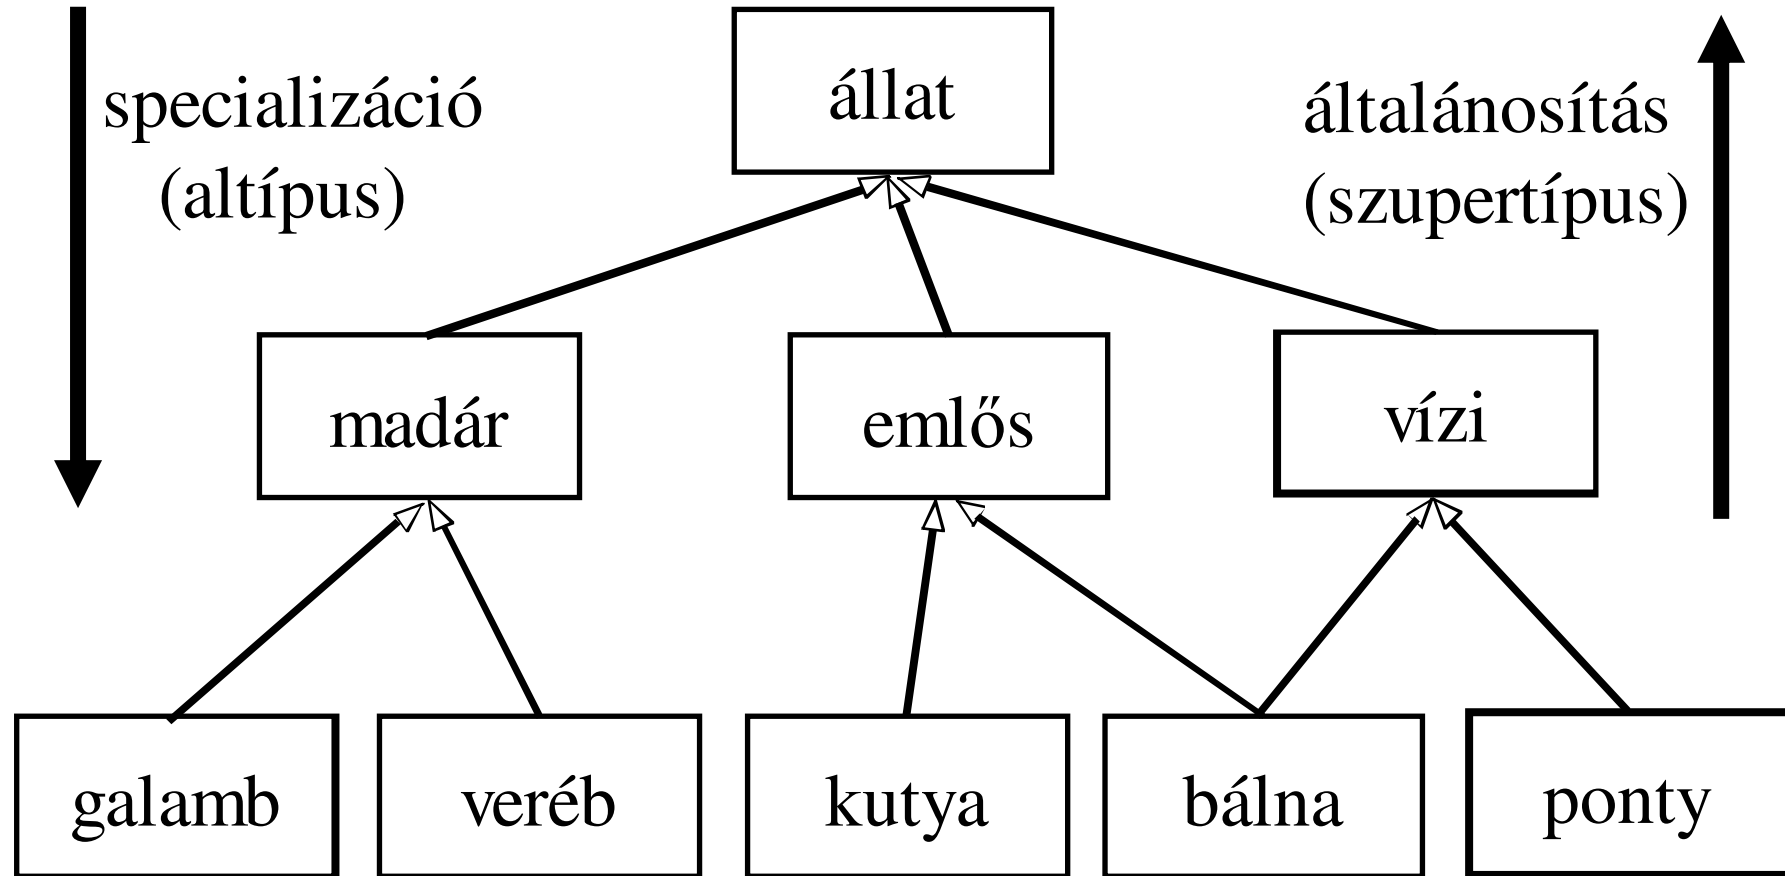 specializáció
(altípus)
állat
általánosítás
(szupertípus)
madár
emlős
vízi
galamb
veréb
kutya
bálna
ponty